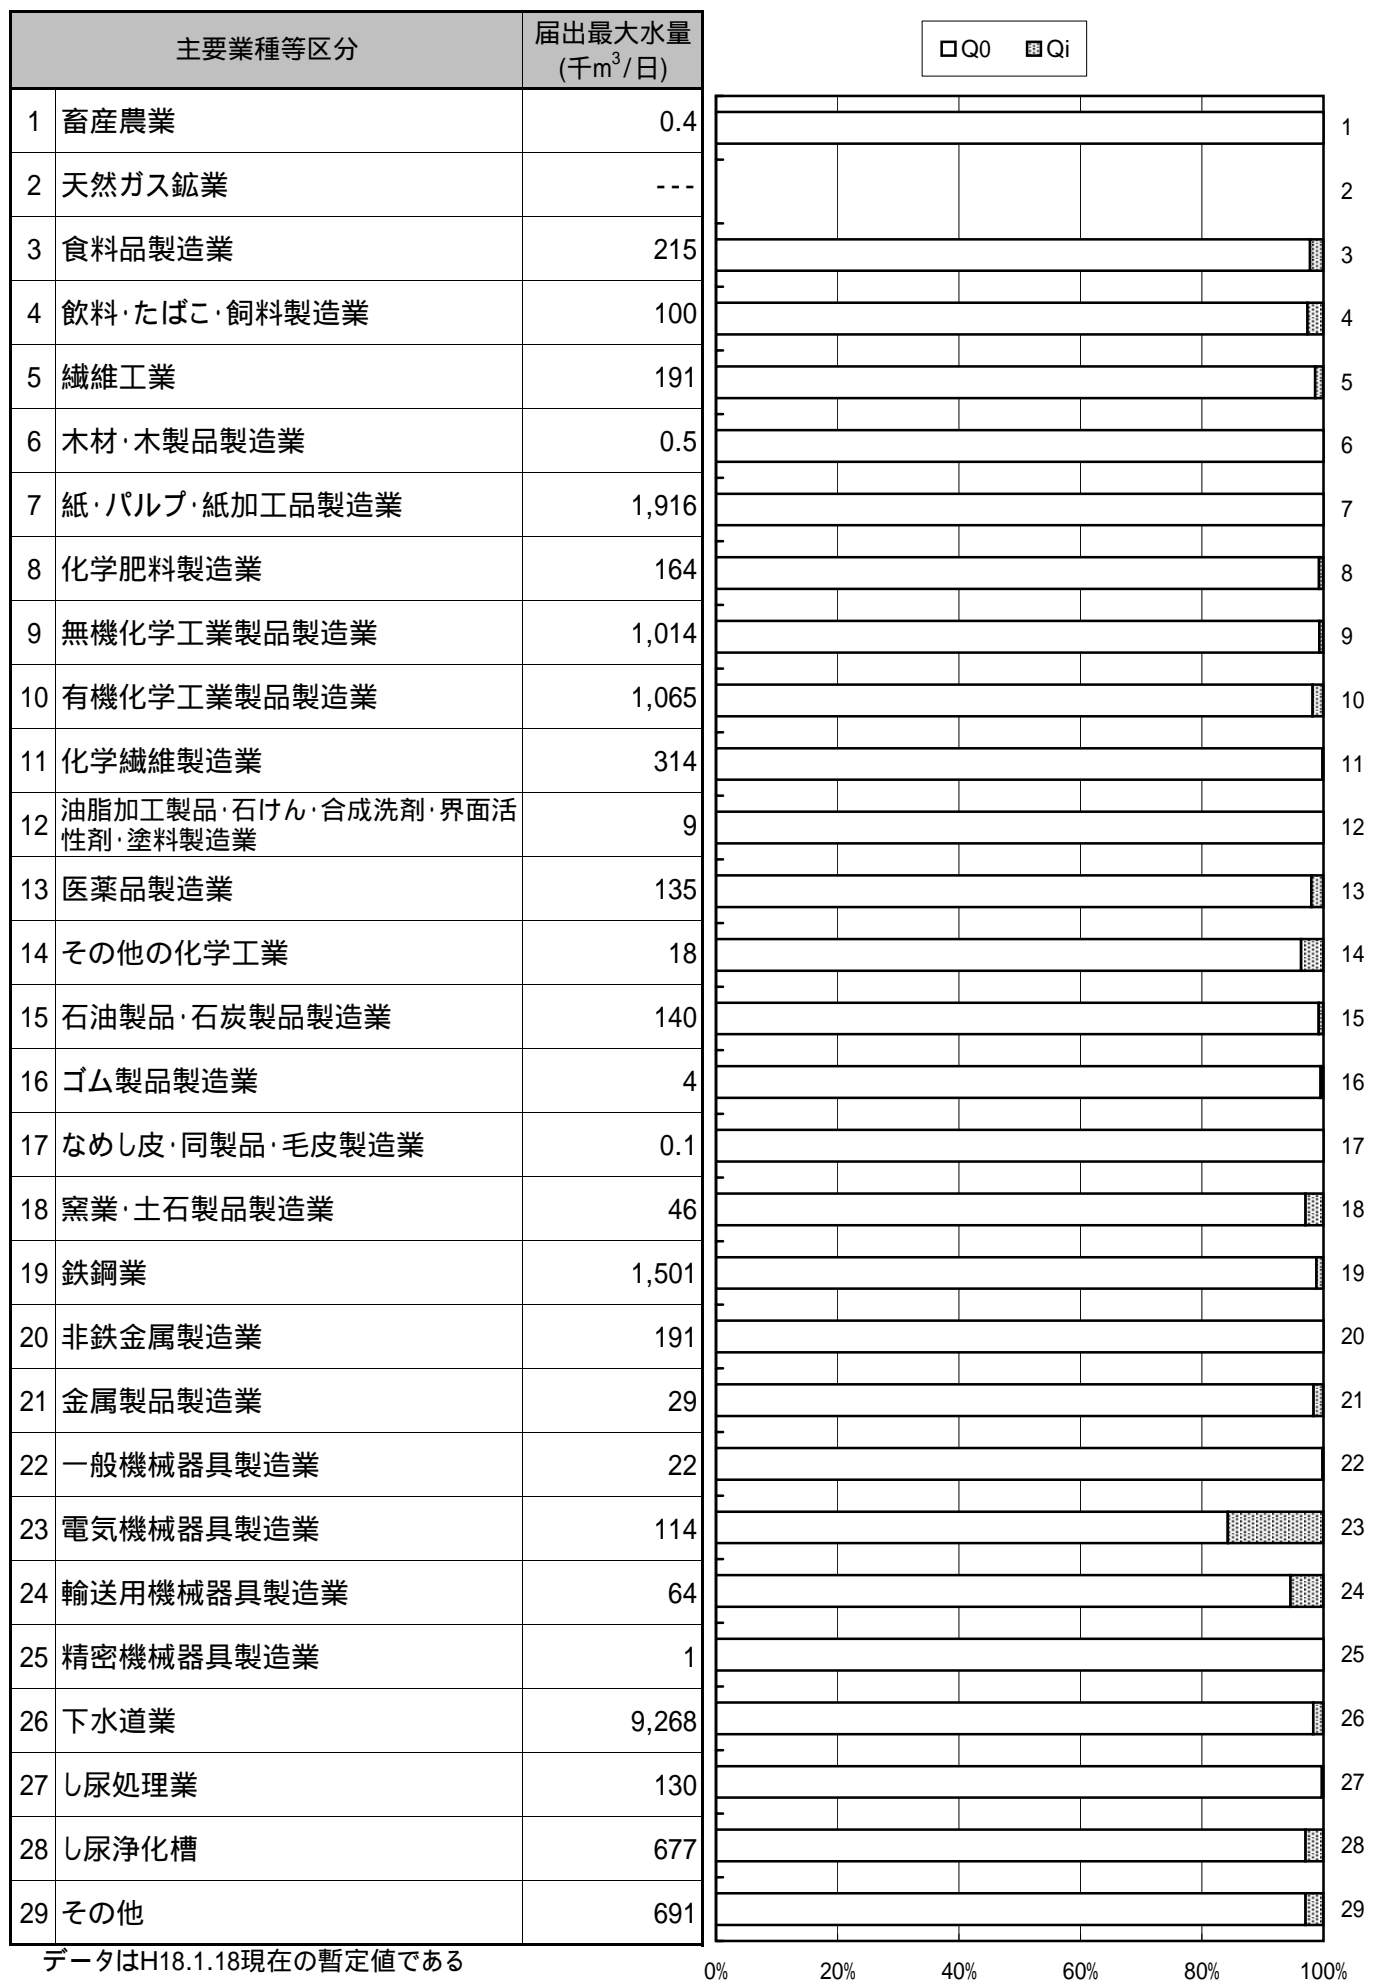 主要業種等区分 届出最大水量
(千m³/日)
Q0 Qi
1 畜産農業 0.4 1
2 天然ガス鉱業 --- 2
3 食料品製造業 215 3
4 飲料・たばこ・飼料製造業 100 4
5 繊維工業 191 5
6 木材・木製品製造業 0.5 6
7 紙・パルプ・紙加工品製造業 1,916 7
8 化学肥料製造業 164 8
9 無機化学工業製品製造業 1,014 9
10 有機化学工業製品製造業 1,065 10
11 化学繊維製造業 314 11
12 油脂加工製品・石けん・合成洗剤・界面活
性剤・塗料製造業 9 12
13 医薬品製造業 135 13
14 その他の化学工業 18 14
15 石油製品・石炭製品製造業 140 15
16 ゴム製品製造業 4 16
17 なめし皮・同製品・毛皮製造業 0.1 17
18 窯業・土石製品製造業 46 18
19 鉄鋼業 1,501 19
20 非鉄金属製造業 191 20
21 金属製品製造業 29 21
22 一般機械器具製造業 22 22
23 電気機械器具製造業 114 23
24 輸送用機械器具製造業 64 24
25 精密機械器具製造業 1 25
26 下水道業 9,268 26
27 し尿処理業 130 27
28 し尿浄化槽 677 28
29 その他 691 29
データはH18.1.18現在の暫定値である
0% 20% 40% 60% 80% 100%